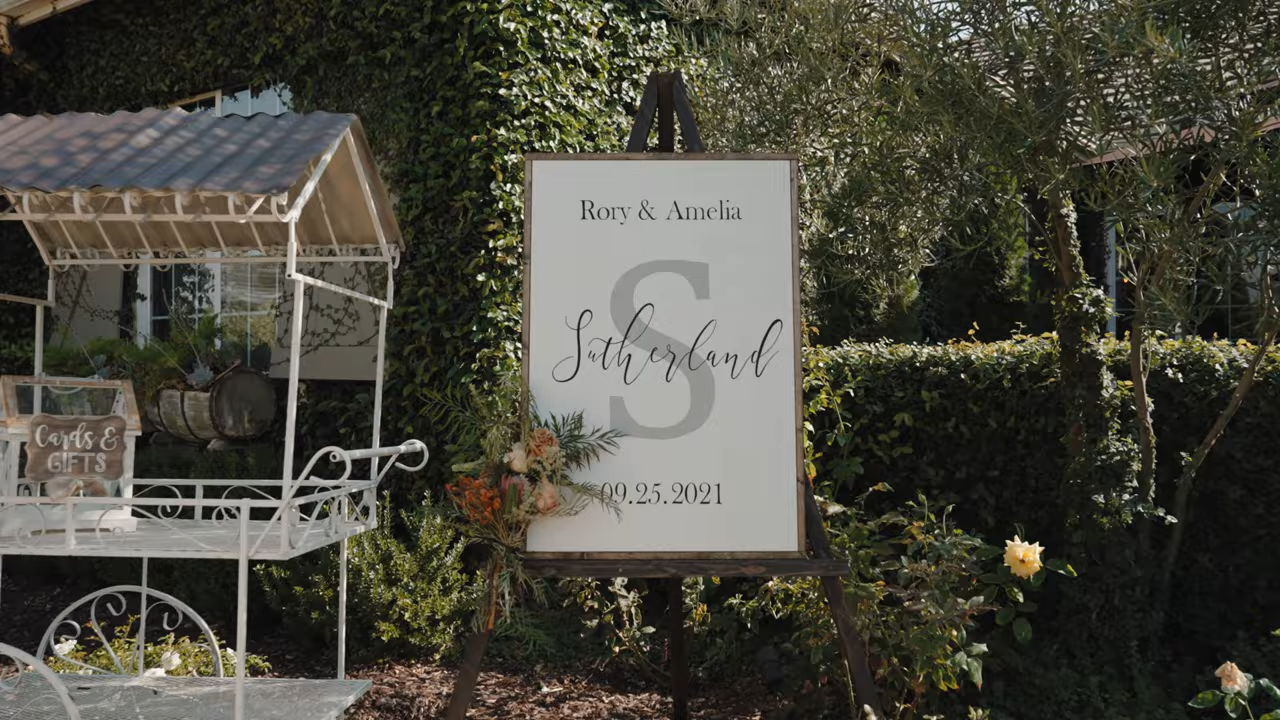 Rory & Amelia
S
Sutherland
09.25.2021
Cards &
GIFTS